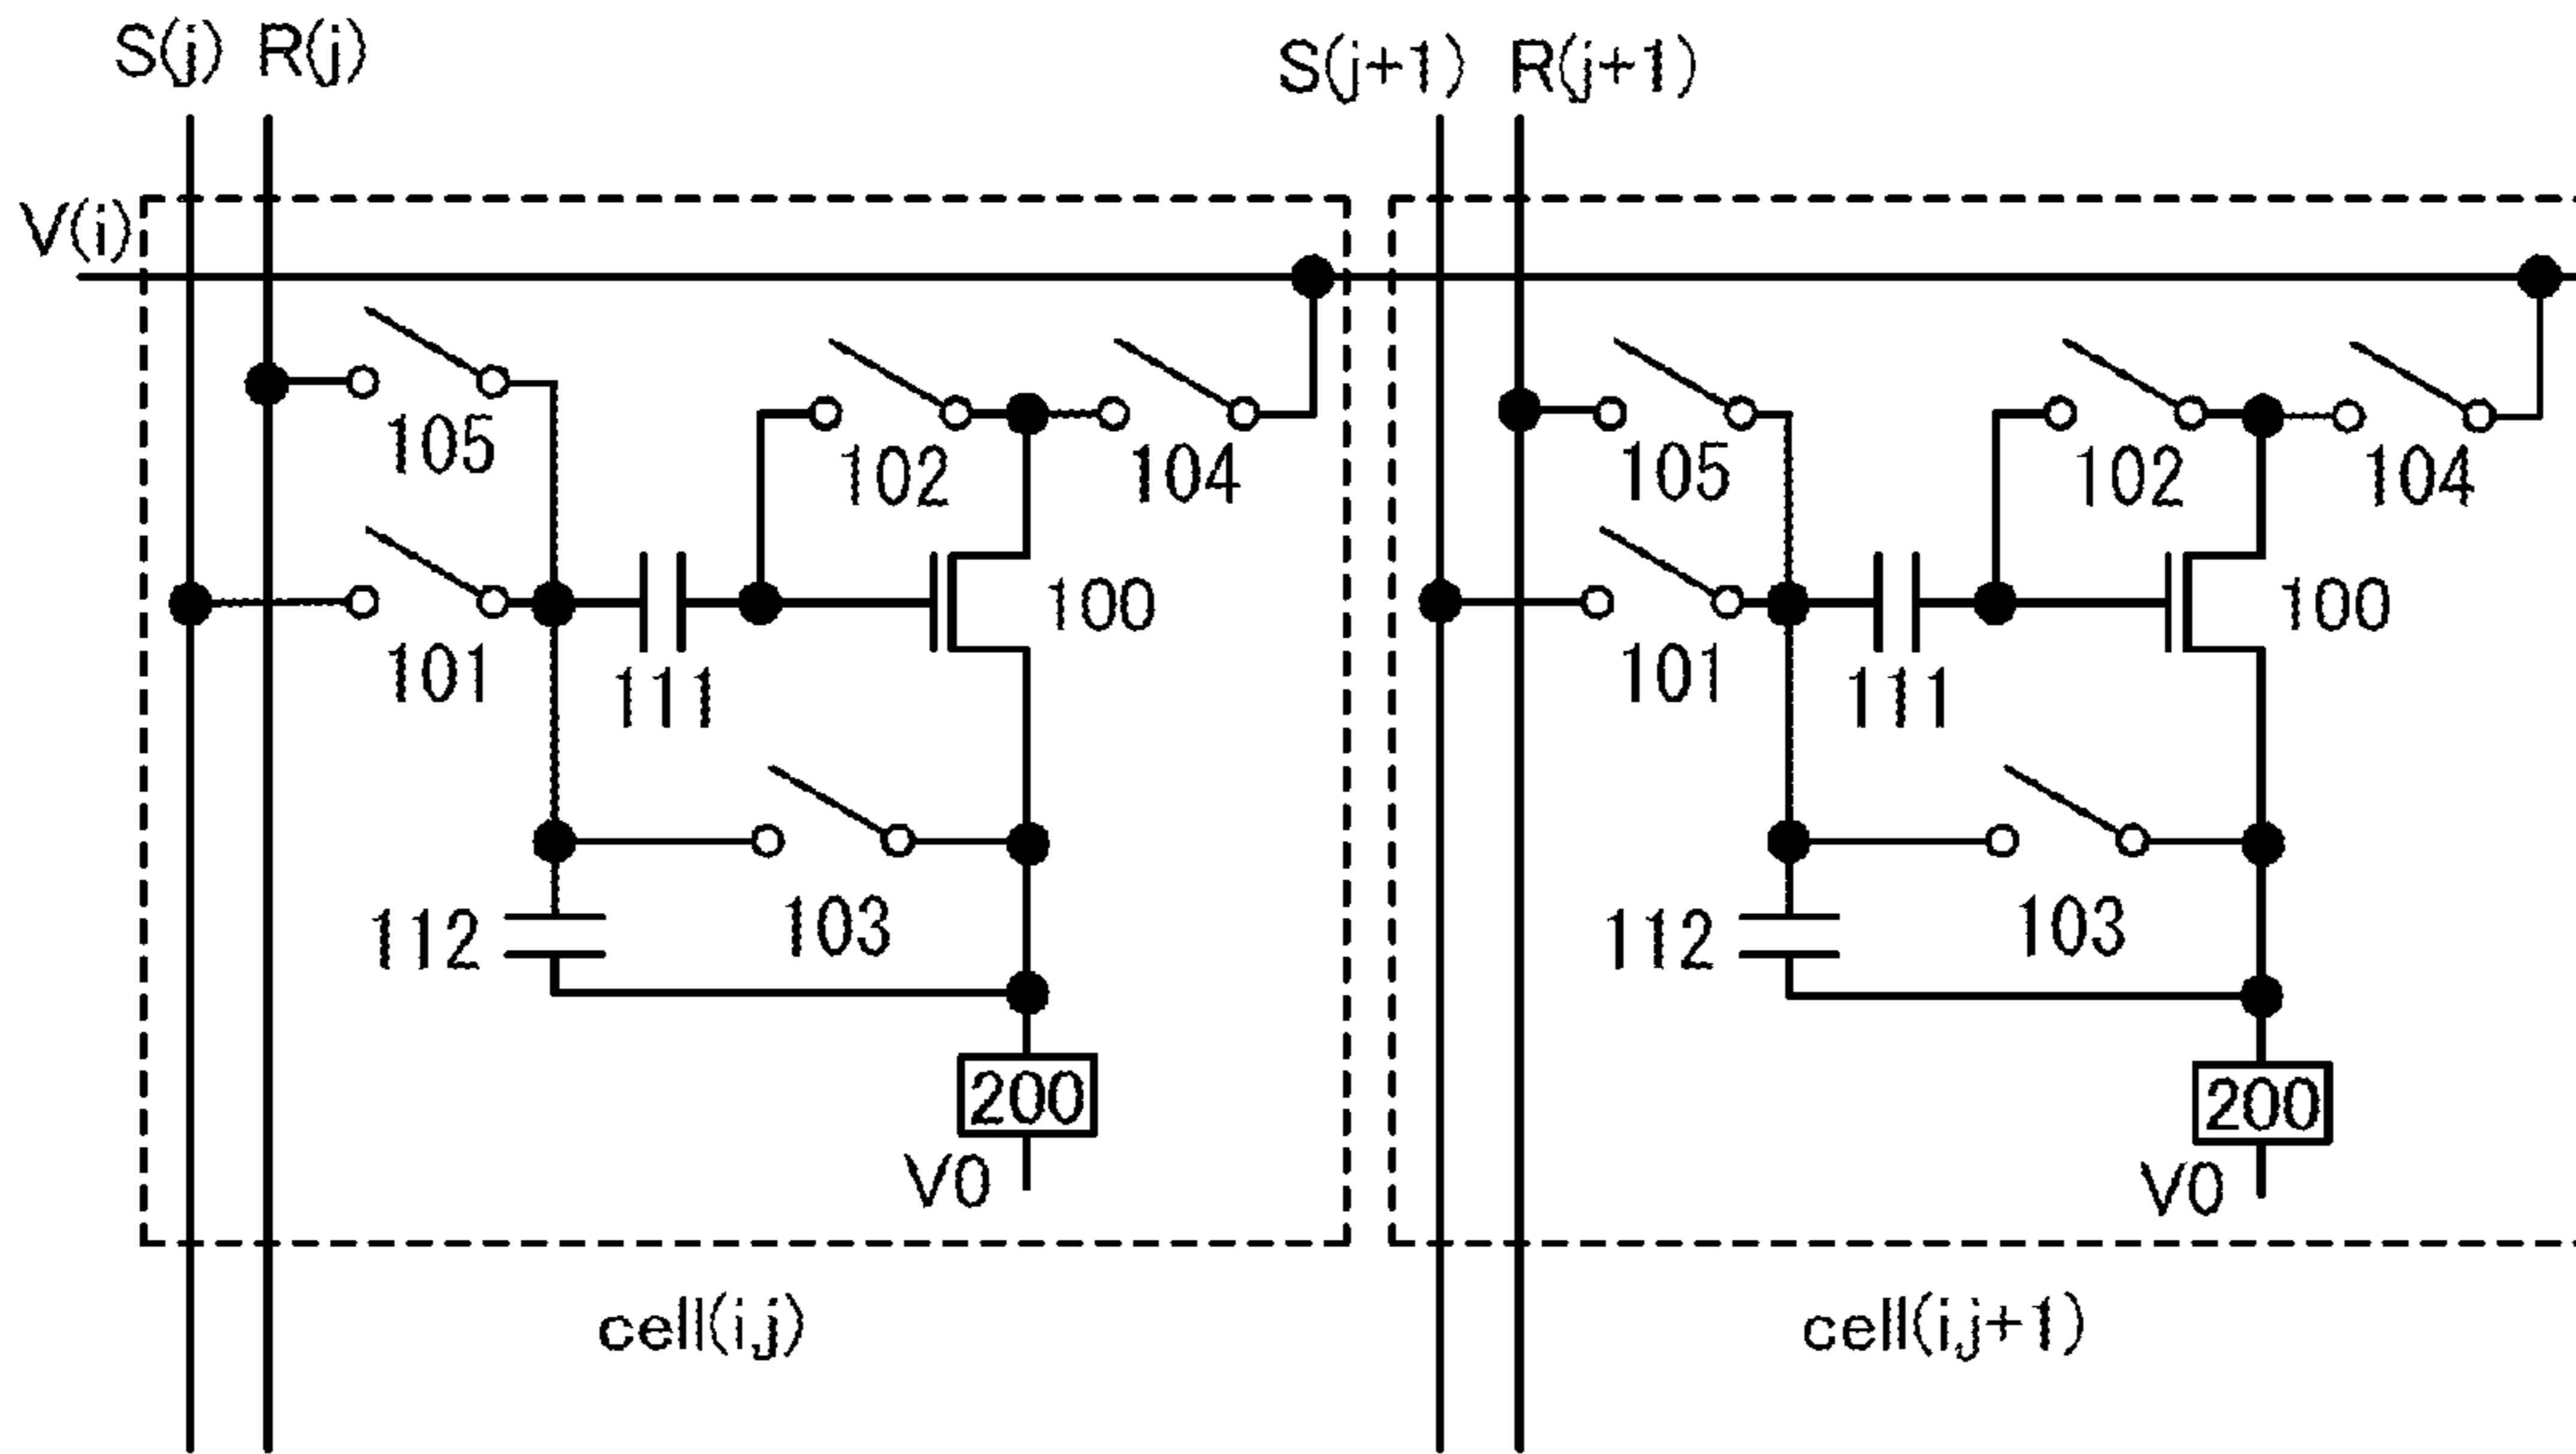 S(j) R(j) S(j+1) R(j+1)
V(i)
105 102 104 105 102 104
100 100
101 111 101 111
112 103 112 103
200 200
V0 V0
cell(i,j) cell(i,j+1)